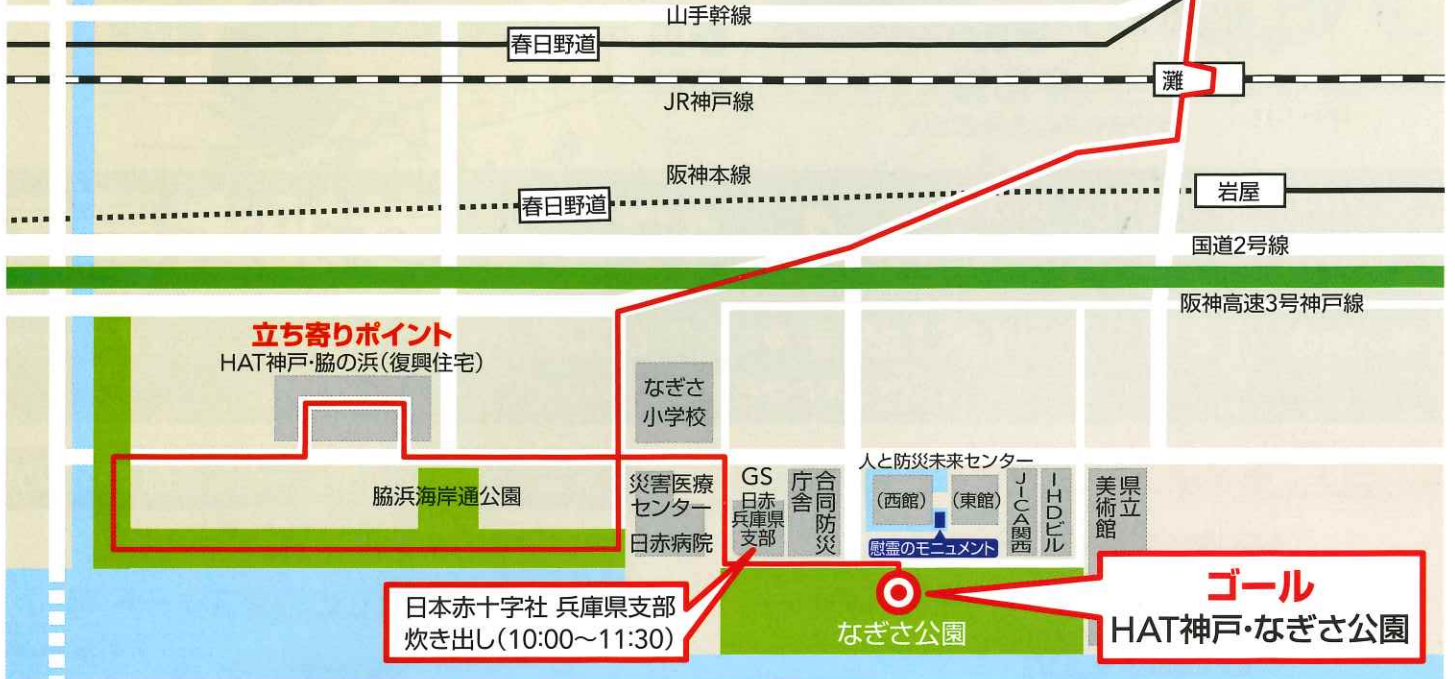 山手幹線
春日野道
灘
JR神戸線
阪神本線
春日野道
岩屋
国道2号線
阪神高速3号神戸線
立ち寄りポイント
HAT神戸・脇の浜（復興住宅）
なぎさ
小学校
脇浜海岸通公園
災害医療
センター
日赤病院
GS
日赤
兵庫県
支部
合同防災
庁舎
人と防災未来センター
（西館）
（東館）
慰霊のモニュメント
JICA関西
IHDビル
県立
美術館
日本赤十字社 兵庫県支部
炊き出し（10:00～11:30）
なぎさ公園
ゴール
HAT神戸・なぎさ公園